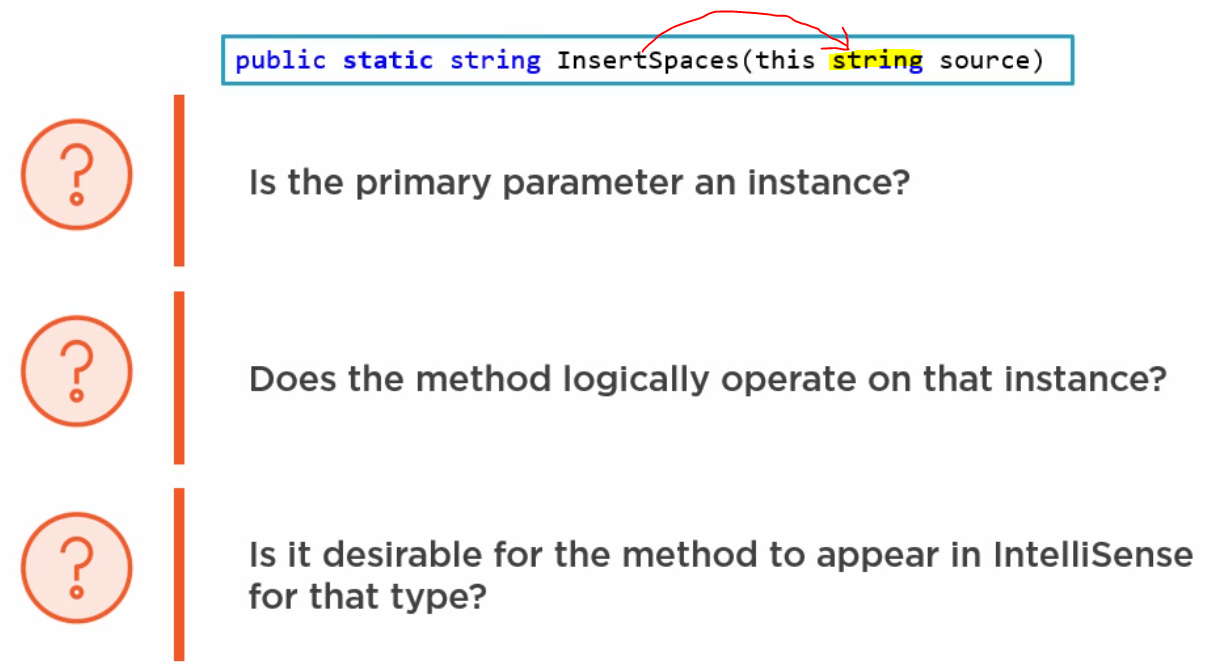 public static string InsertSpaces(this string source)
Is the primary parameter an instance?
Does the method logically operate on that instance?
Is it desirable for the method to appear in IntelliSense
for that type?